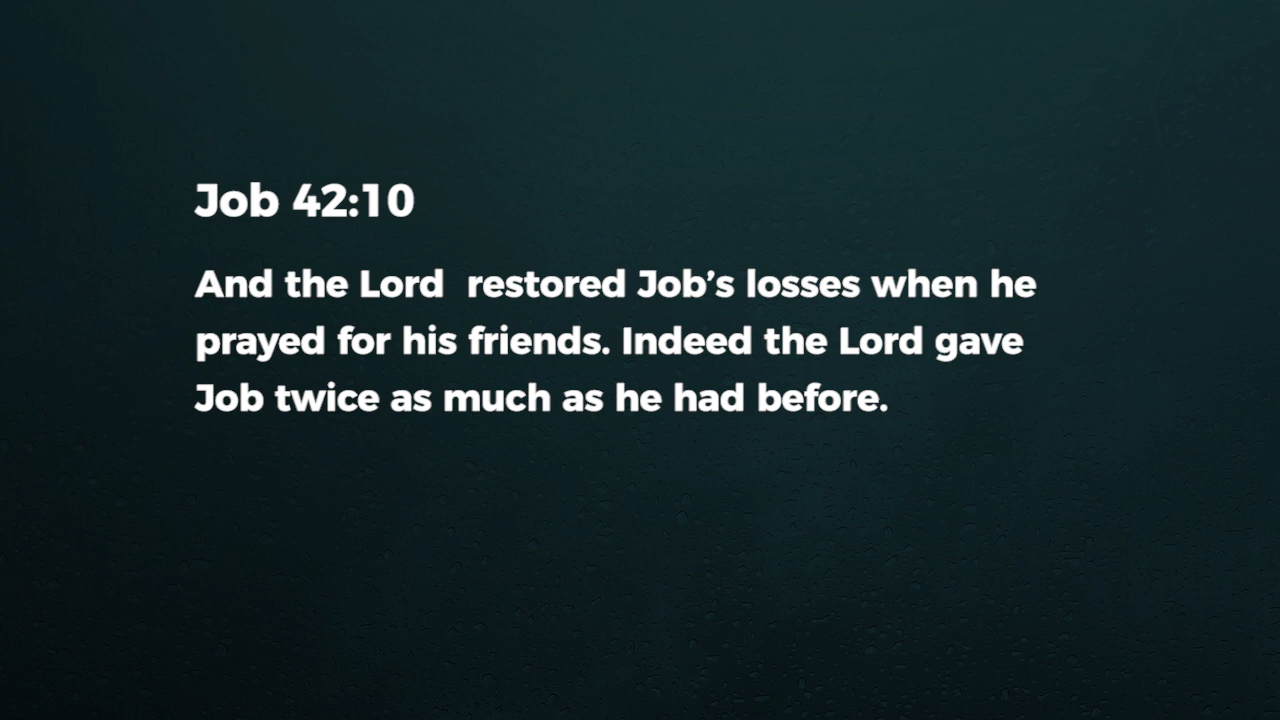 Job 42:10
And the Lord  restored Job’s losses when he
prayed for his friends. Indeed the Lord gave
Job twice as much as he had before.